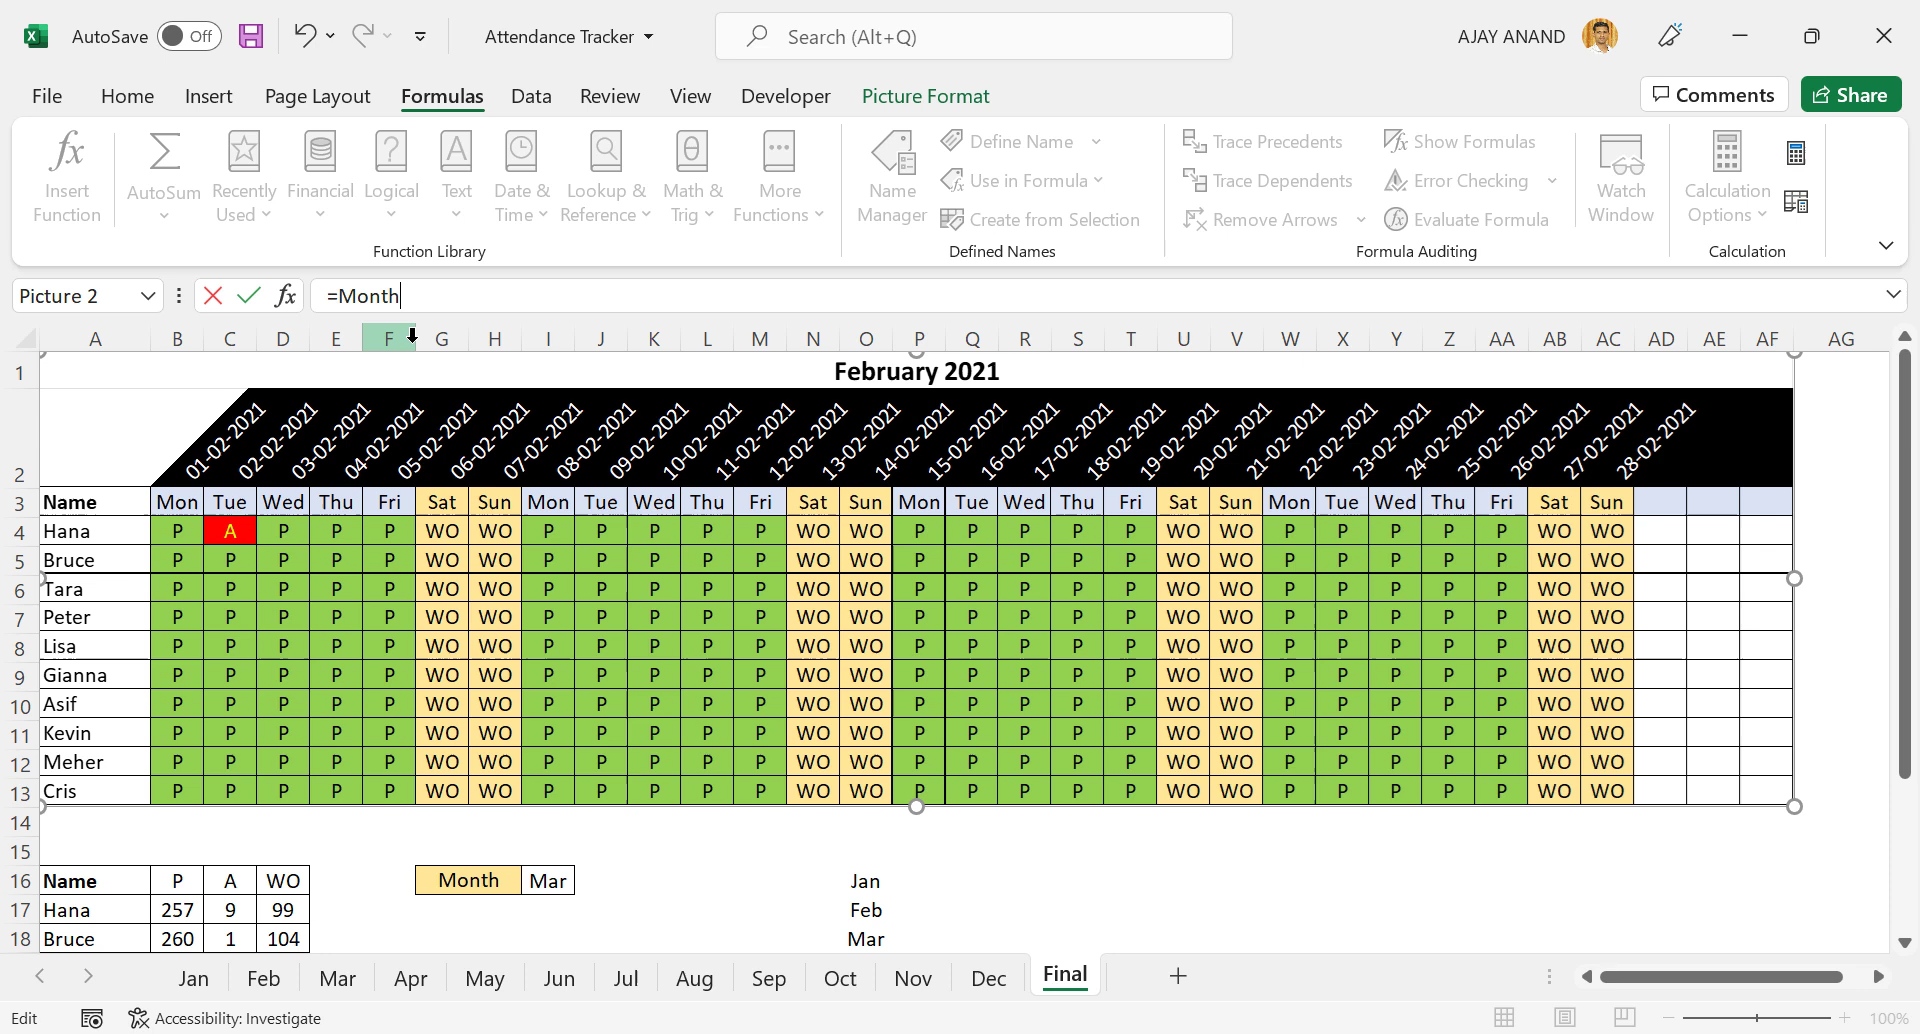 AutoSave Off Attendance Tracker Search (Alt+Q) AJAY ANAND
File Home Insert Page Layout Formulas Data Review View Developer Picture Format Comments Share
fx Σ ? A θ
Insert Function AutoSum Recently Used Financial Logical Text Date & Time Lookup & Reference Math & Trig More Functions
Function Library
Name Manager Define Name Use in Formula Create from Selection
Defined Names
Trace Precedents Show Formulas
Trace Dependents Error Checking
Remove Arrows Evaluate Formula
Formula Auditing
Watch Window
Calculation Options
Calculation
Picture 2 fx =Month
A B C D E F G H I J K L M N O P Q R S T U V W X Y Z AA AB AC AD AE AF AG
1 February 2021
2 01-02-2021 02-02-2021 03-02-2021 04-02-2021 05-02-2021 06-02-2021 07-02-2021 08-02-2021 09-02-2021 10-02-2021 11-02-2021 12-02-2021 13-02-2021 14-02-2021 15-02-2021 16-02-2021 17-02-2021 18-02-2021 19-02-2021 20-02-2021 21-02-2021 22-02-2021 23-02-2021 24-02-2021 25-02-2021 26-02-2021 27-02-2021 28-02-2021
3 Name Mon Tue Wed Thu Fri Sat Sun Mon Tue Wed Thu Fri Sat Sun Mon Tue Wed Thu Fri Sat Sun Mon Tue Wed Thu Fri Sat Sun
4 Hana P A P P P WO WO P P P P P WO WO P P P P P WO WO P P P P P WO WO
5 Bruce P P P P P WO WO P P P P P WO WO P P P P P WO WO P P P P P WO WO
6 Tara P P P P P WO WO P P P P P WO WO P P P P P WO WO P P P P P WO WO
7 Peter P P P P P WO WO P P P P P WO WO P P P P P WO WO P P P P P WO WO
8 Lisa P P P P P WO WO P P P P P WO WO P P P P P WO WO P P P P P WO WO
9 Gianna P P P P P WO WO P P P P P WO WO P P P P P WO WO P P P P P WO WO
10 Asif P P P P P WO WO P P P P P WO WO P P P P P WO WO P P P P P WO WO
11 Kevin P P P P P WO WO P P P P P WO WO P P P P P WO WO P P P P P WO WO
12 Meher P P P P P WO WO P P P P P WO WO P P P P P WO WO P P P P P WO WO
13 Cris P P P P P WO WO P P P P P WO WO P P P P P WO WO P P P P P WO WO
14
15
16 Name P A WO Month Mar Jan
17 Hana 257 9 99 Feb
18 Bruce 260 1 104 Mar
Jan Feb Mar Apr May Jun Jul Aug Sep Oct Nov Dec Final
Edit Accessibility: Investigate 100%